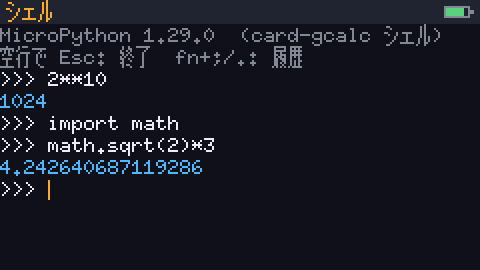 シェル
MicroPython 1.29.0  (card-gcalc シェル)
空行で Esc: 終了  fn+;/.: 履歴
>>> 2**10
1024
>>> import math
>>> math.sqrt(2)*3
4.242640687119286
>>>